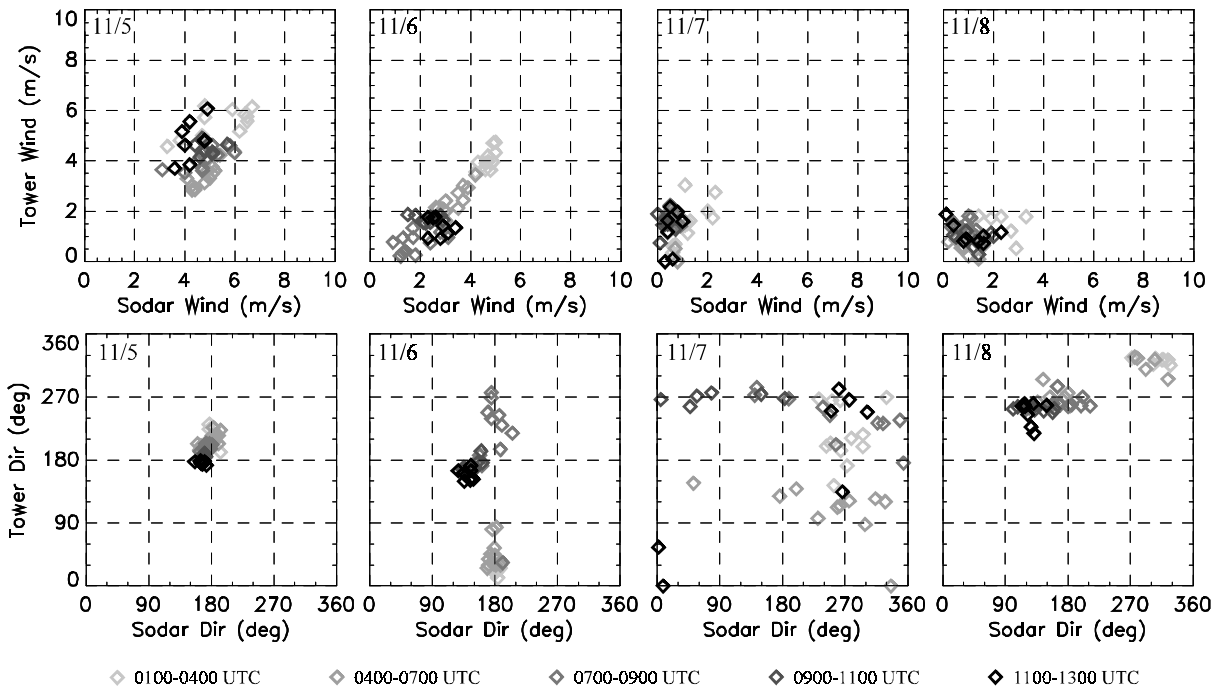 11/5
11/6
11/7
11/8
Tower Wind (m/s)
10
8
6
4
2
0
0 2 4 6 8 10
0 2 4 6 8 10
0 2 4 6 8 10
0 2 4 6 8 10
Sodar Wind (m/s)
Sodar Wind (m/s)
Sodar Wind (m/s)
Sodar Wind (m/s)
11/5
11/6
11/7
11/8
Tower Dir (deg)
360
270
180
90
0
0 90 180 270 360
0 90 180 270 360
0 90 180 270 360
0 90 180 270 360
Sodar Dir (deg)
Sodar Dir (deg)
Sodar Dir (deg)
Sodar Dir (deg)
0100-0400 UTC
0400-0700 UTC
0700-0900 UTC
0900-1100 UTC
1100-1300 UTC